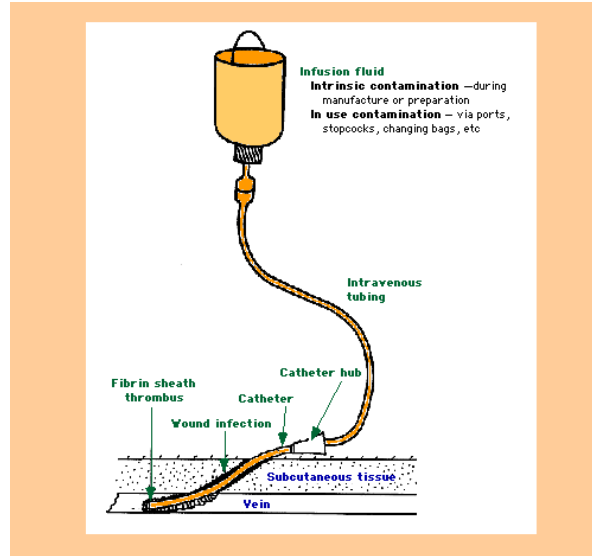 Infusion fluid
Intrinsic contamination —during
manufacture or preparation
In use contamination — via ports,
stopcocks, changing bags, etc
Intravenous
tubing
Catheter hub
Fibrin sheath
thrombus
Catheter
Wound infection
Subcutaneous tissue
Vein